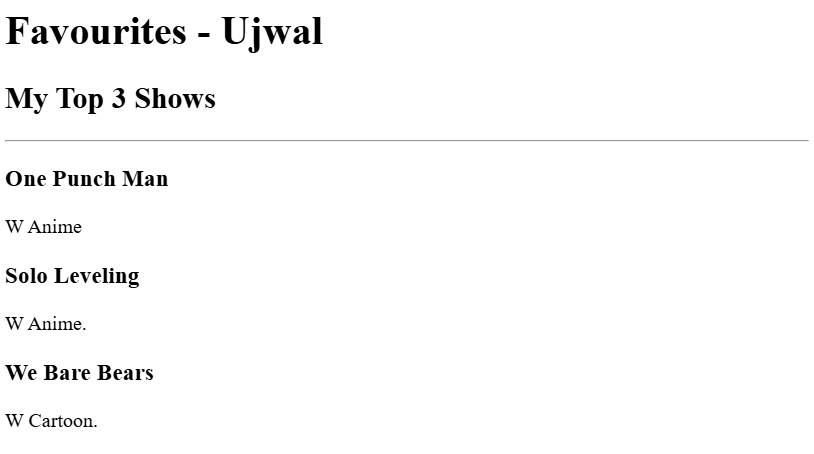 Favourites - Ujwal
My Top 3 Shows
One Punch Man
W Anime
Solo Leveling
W Anime.
We Bare Bears
W Cartoon.